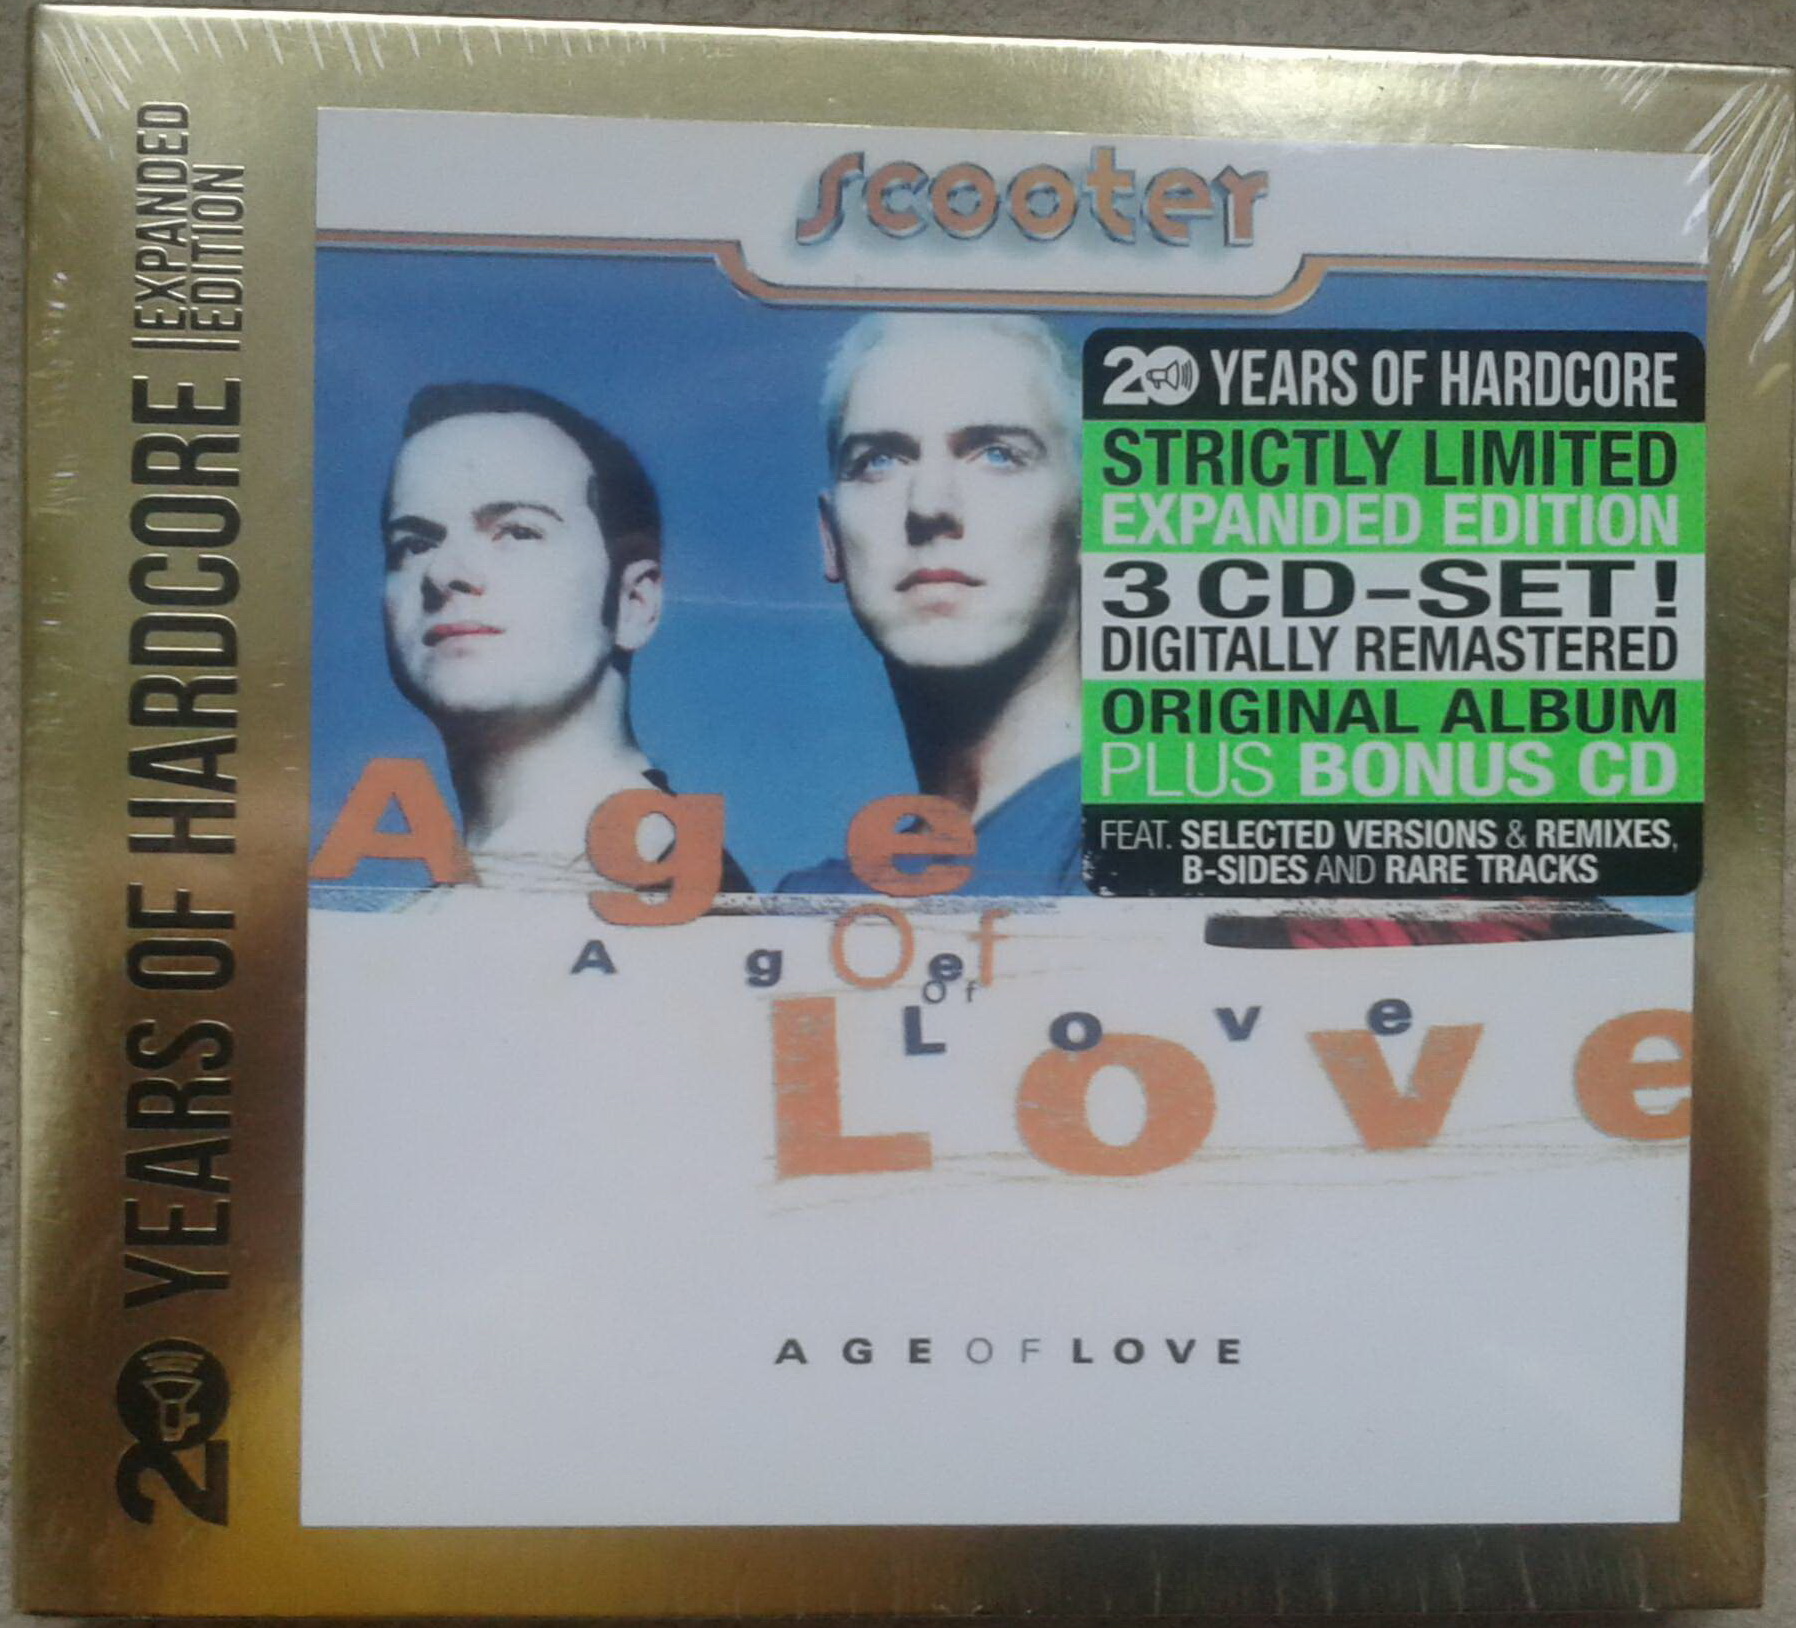 20 YEARS OF HARDCORE
EXPANDED
EDITION
scooter
20 YEARS OF HARDCORE
STRICTLY LIMITED
EXPANDED EDITION
3 CD-SET!
DIGITALLY REMASTERED
ORIGINAL ALBUM
PLUS BONUS CD
FEAT. SELECTED VERSIONS & REMIXES,
B-SIDES AND RARE TRACKS
Age
Of
Love
Age
Of
Love
AGE OF LOVE